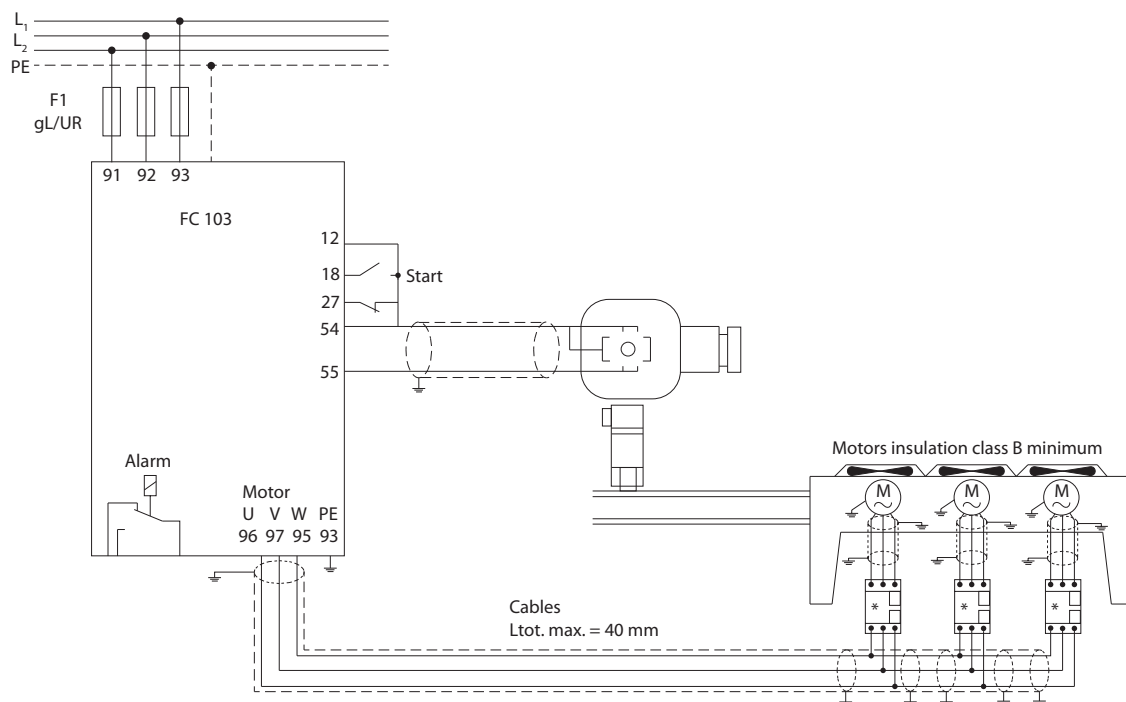 L1
L2
PE
F1
gL/UR
91 92 93
FC 103
12
18 Start
27
54
55
Alarm
Motor
U V W PE
96 97 95 93
Motors insulation class B minimum
M M M
* * *
Cables
Ltot. max. = 40 mm